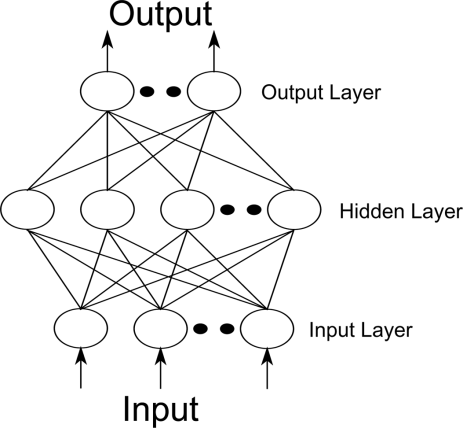 Output
Output Layer
Hidden Layer
Input Layer
Input